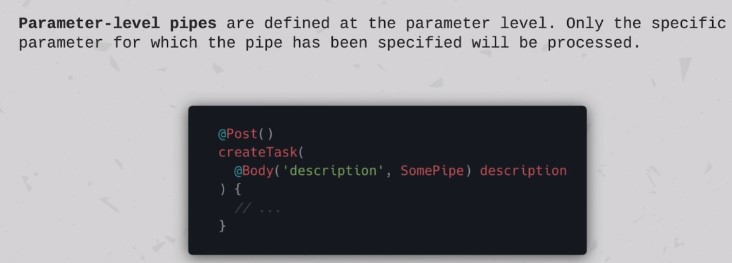 Parameter-level pipes are defined at the parameter level. Only the specific
parameter for which the pipe has been specified will be processed.
@Post()
createTask(
  @Body('description', SomePipe) description
) {
  // ...
}